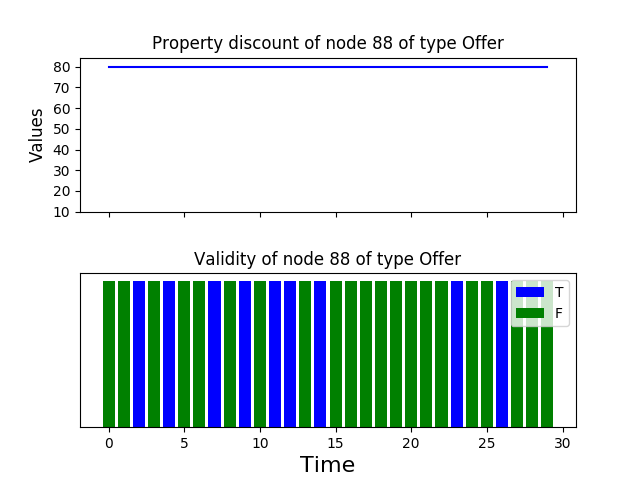 Property discount of node 88 of type Offer
80
70
60
50
40
30
20
10
Values
Validity of node 88 of type Offer
T
F
0 5 10 15 20 25 30
Time